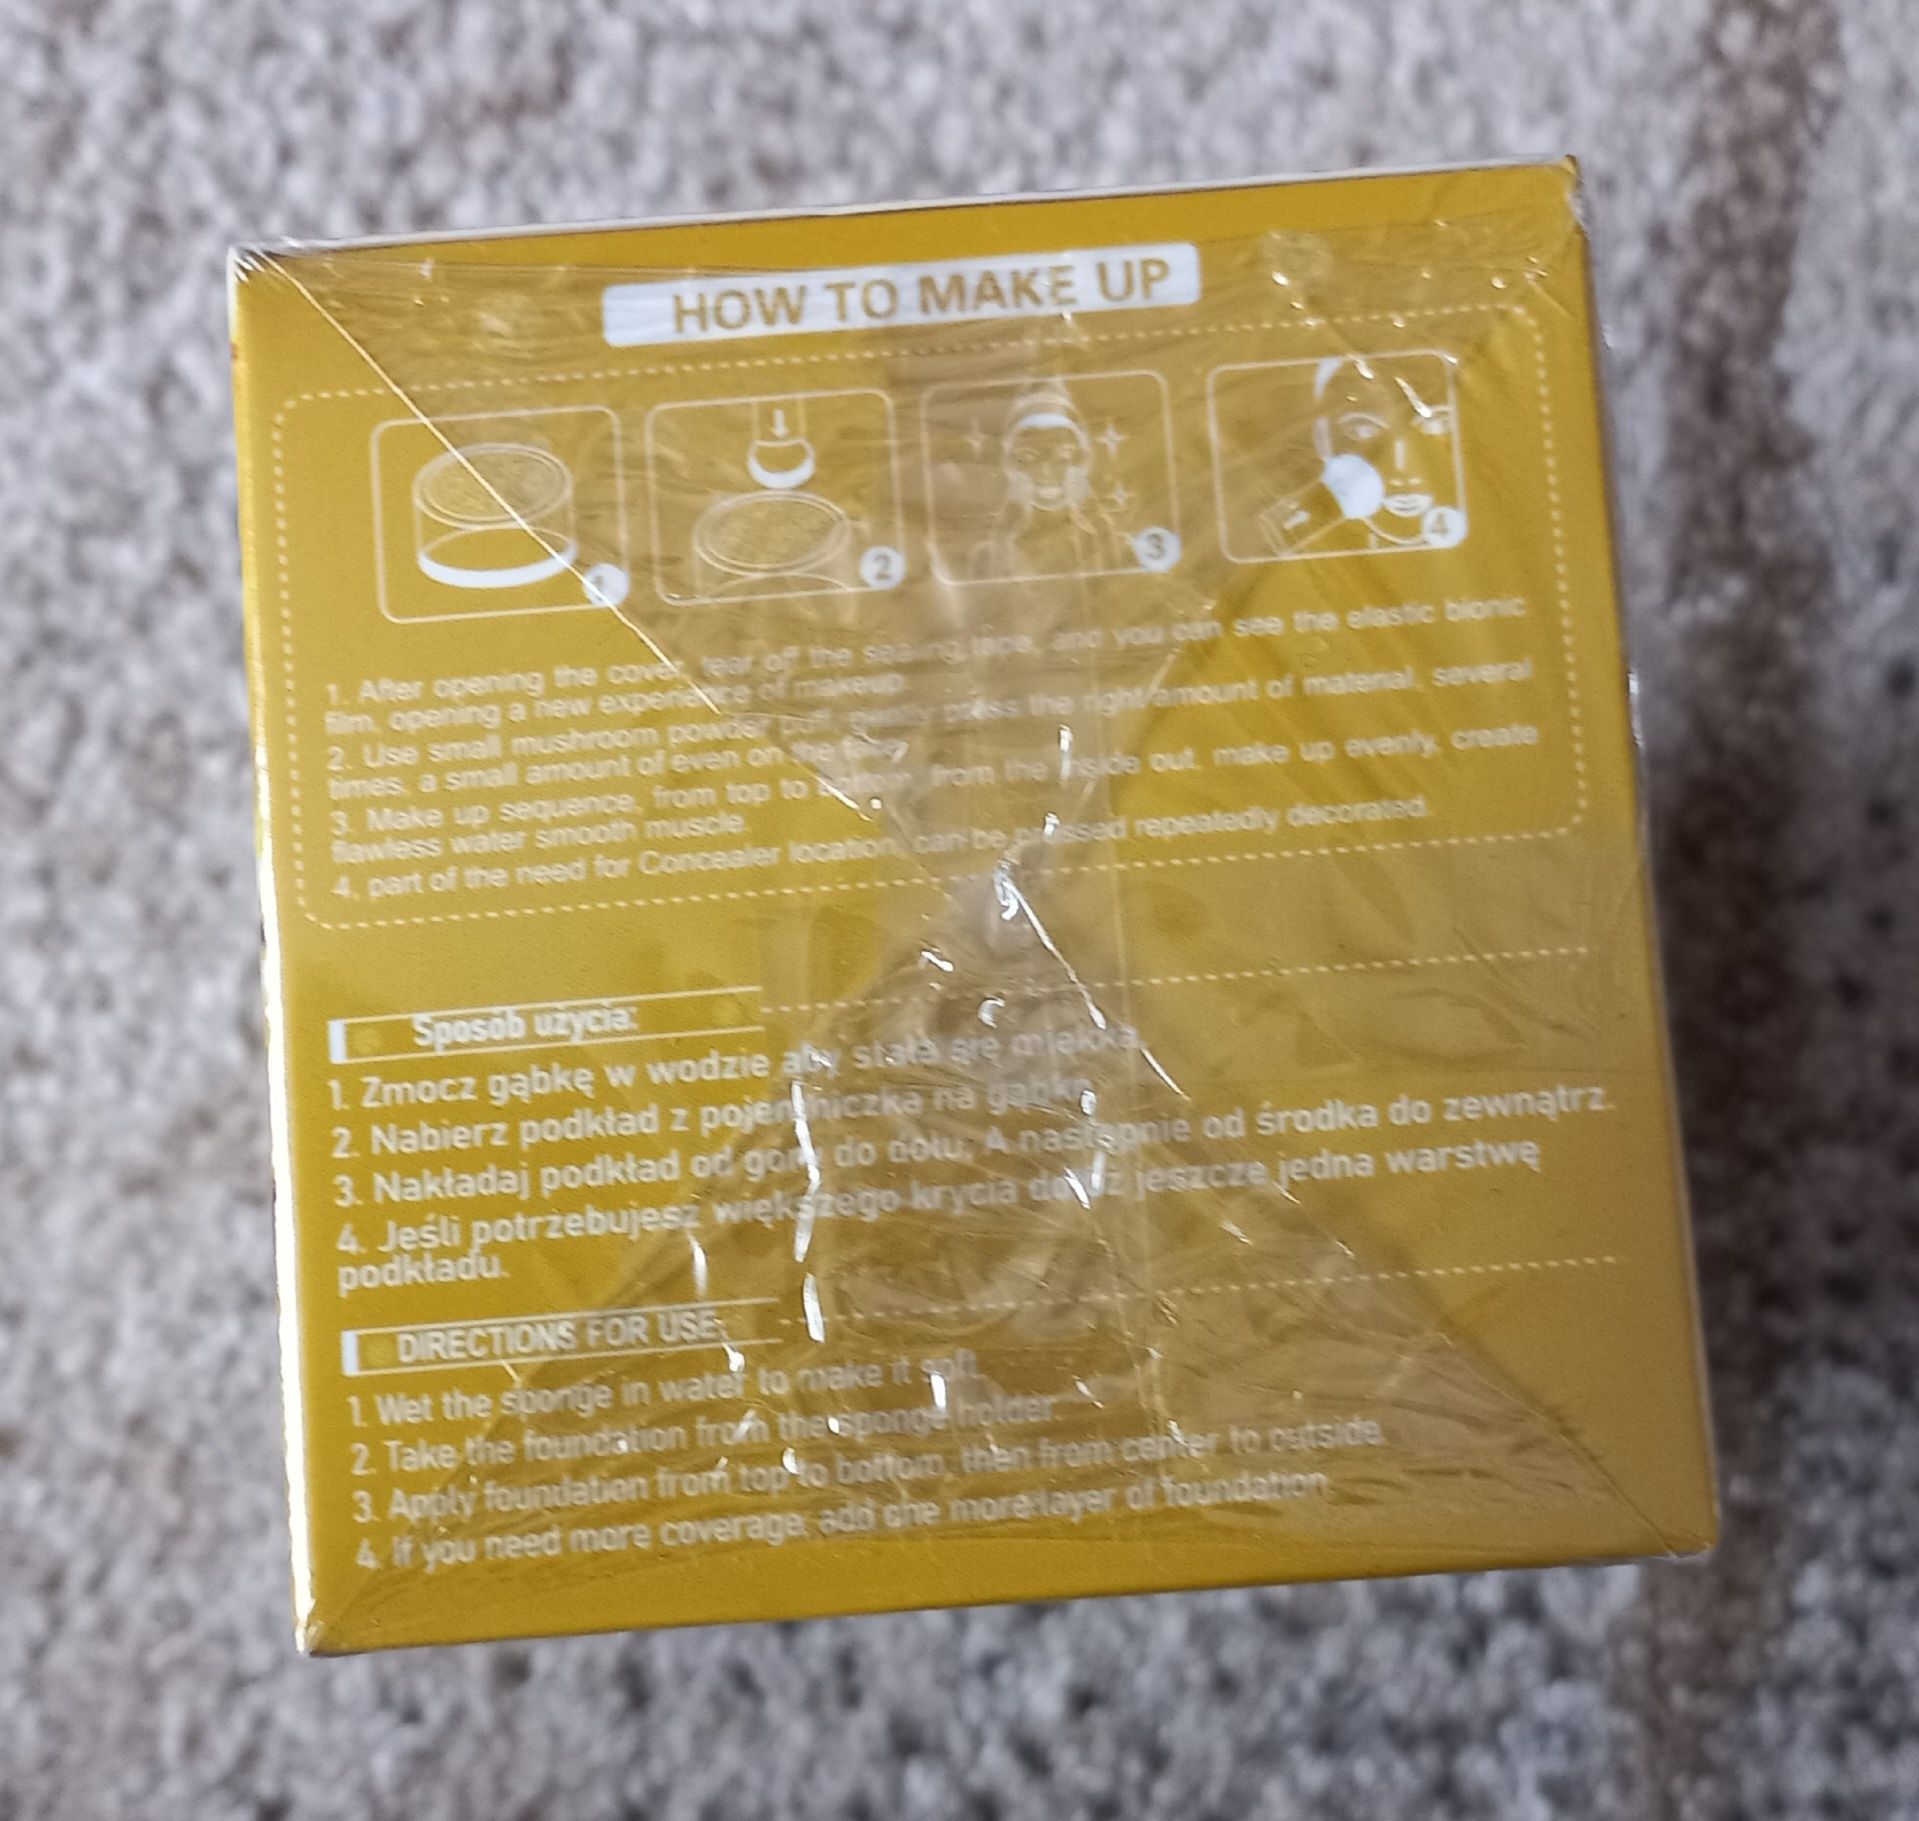 HOW TO MAKE UP
1
2
3
4
1. After opening the cover, tear off the sealing tape, and you can see the elastic bionic
film, opening a new experience of makeup.
2. Use small mushroom powder puff, press the right amount of material, several
times, a small amount of even on the
3. Make up sequence, from top to bottom, from the inside out, make up evenly, create
flawless water smooth muscle.
4, part of the need for Concealer location, can be pressed repeatedly decorated.
Sposób użycia:
1. Zmocz gąbkę w wodzie aby stała się miękka.
2. Nabierz podkład z pojemniczka na gąbkę.
3. Nakładaj podkład od góry do dołu. A następnie od środka do zewnątrz.
4. Jeśli potrzebujesz większego krycia dołóż jeszcze jedna warstwę
podkładu.
DIRECTIONS FOR USE:
1. Wet the sponge in water to make it soft.
2. Take the foundation from the sponge holder.
3. Apply foundation from top to bottom, then from center to outside.
4. If you need more coverage, add one more layer of foundation.